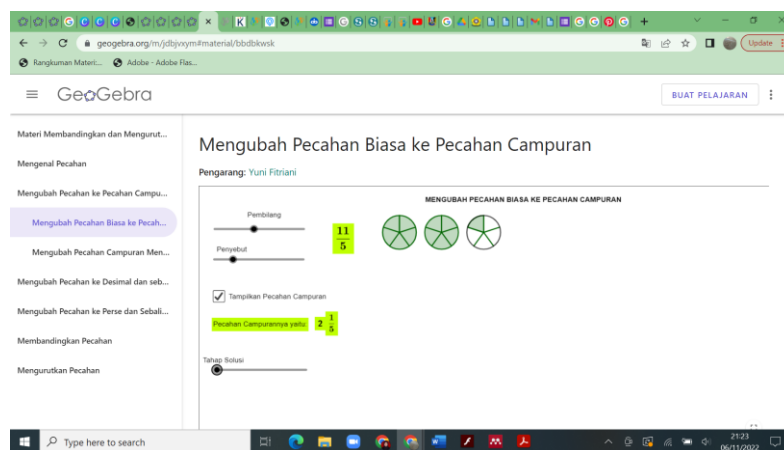 geogebra.org/m/jdbjvxym#material/bbdbkwsk
Update
Rangkuman Materi:...
Adobe - Adobe Flas...
GeoGebra
BUAT PELAJARAN
Materi Membandingkan dan Mengurut...
Mengenal Pecahan
Mengubah Pecahan ke Pecahan Campu...
Mengubah Pecahan Biasa ke Pecah...
Mengubah Pecahan Campuran Men...
Mengubah Pecahan ke Desimal dan seb...
Mengubah Pecahan ke Perse dan Sebali...
Membandingkan Pecahan
Mengurutkan Pecahan
Mengubah Pecahan Biasa ke Pecahan Campuran
Pengarang: Yuni Fitriani
MENGUBAH PECAHAN BIASA KE PECAHAN CAMPURAN
Pembilang
Penyebut
11
5
Tampilkan Pecahan Campuran
Pecahan Campurannya yaitu:
2 1
5
Tahap Solusi
Type here to search
21:23
06/11/2022